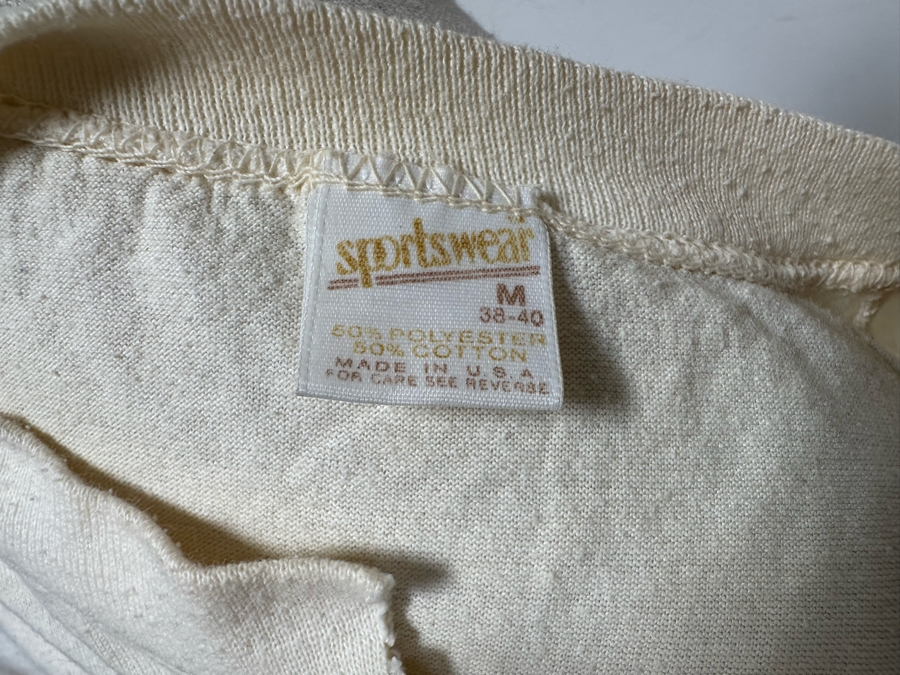 sportswear
M
38-40
50% POLYESTER
50% COTTON
MADE IN U.S.A
FOR CARE SEE REVERSE